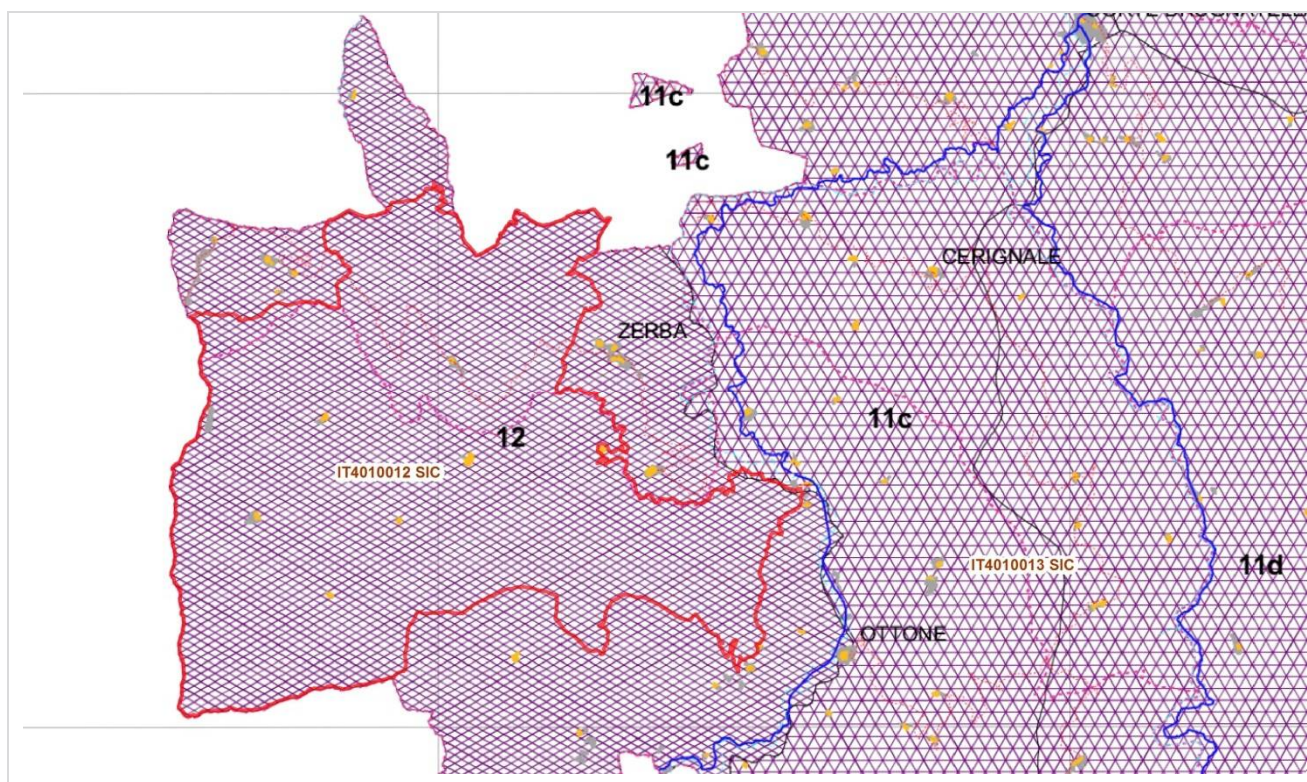 11c
11c
CERIGNALE
ZERBA
11c
12
IT4010012 SIC
IT4010013 SIC
11d
OTTONE